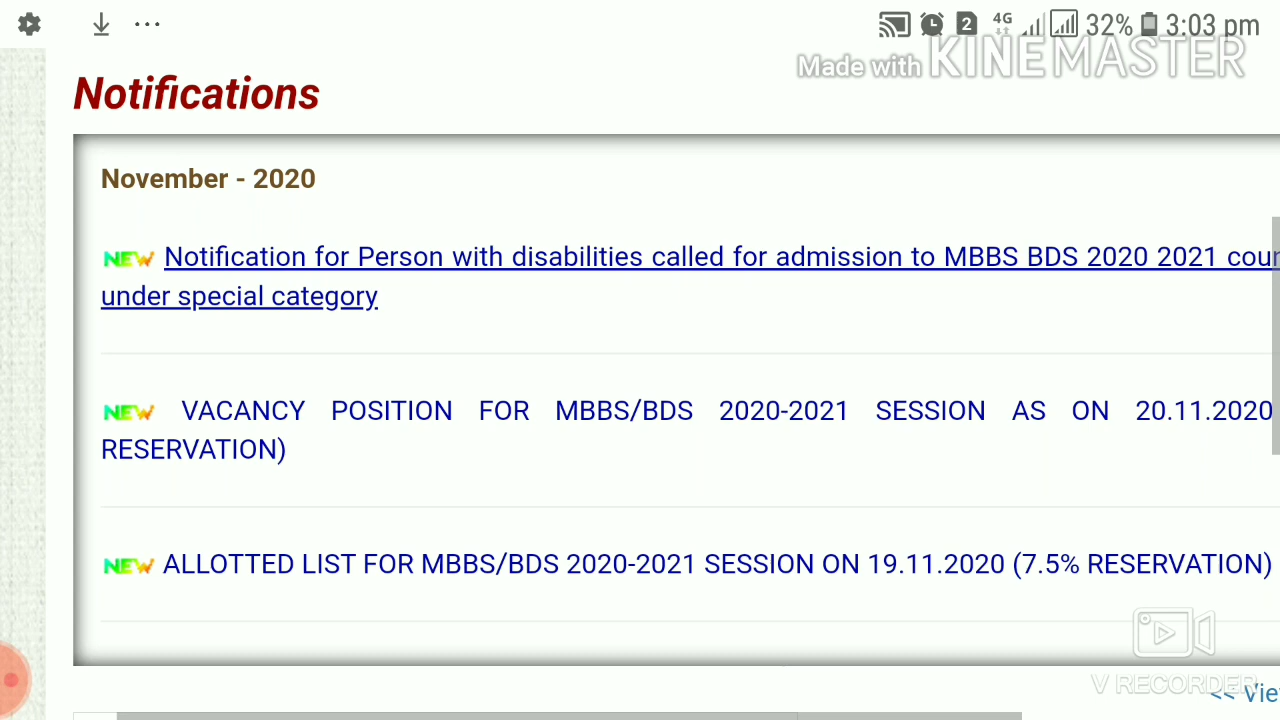 2 4G 32% 3:03 pm
Made with KINEMASTER
Notifications
November - 2020
NEW Notification for Person with disabilities called for admission to MBBS BDS 2020 2021
under special category
NEW VACANCY POSITION FOR MBBS/BDS 2020-2021 SESSION AS ON 20.11.2020
RESERVATION)
NEW ALLOTTED LIST FOR MBBS/BDS 2020-2021 SESSION ON 19.11.2020 (7.5% RESERVATION)
V RECORDER
<<